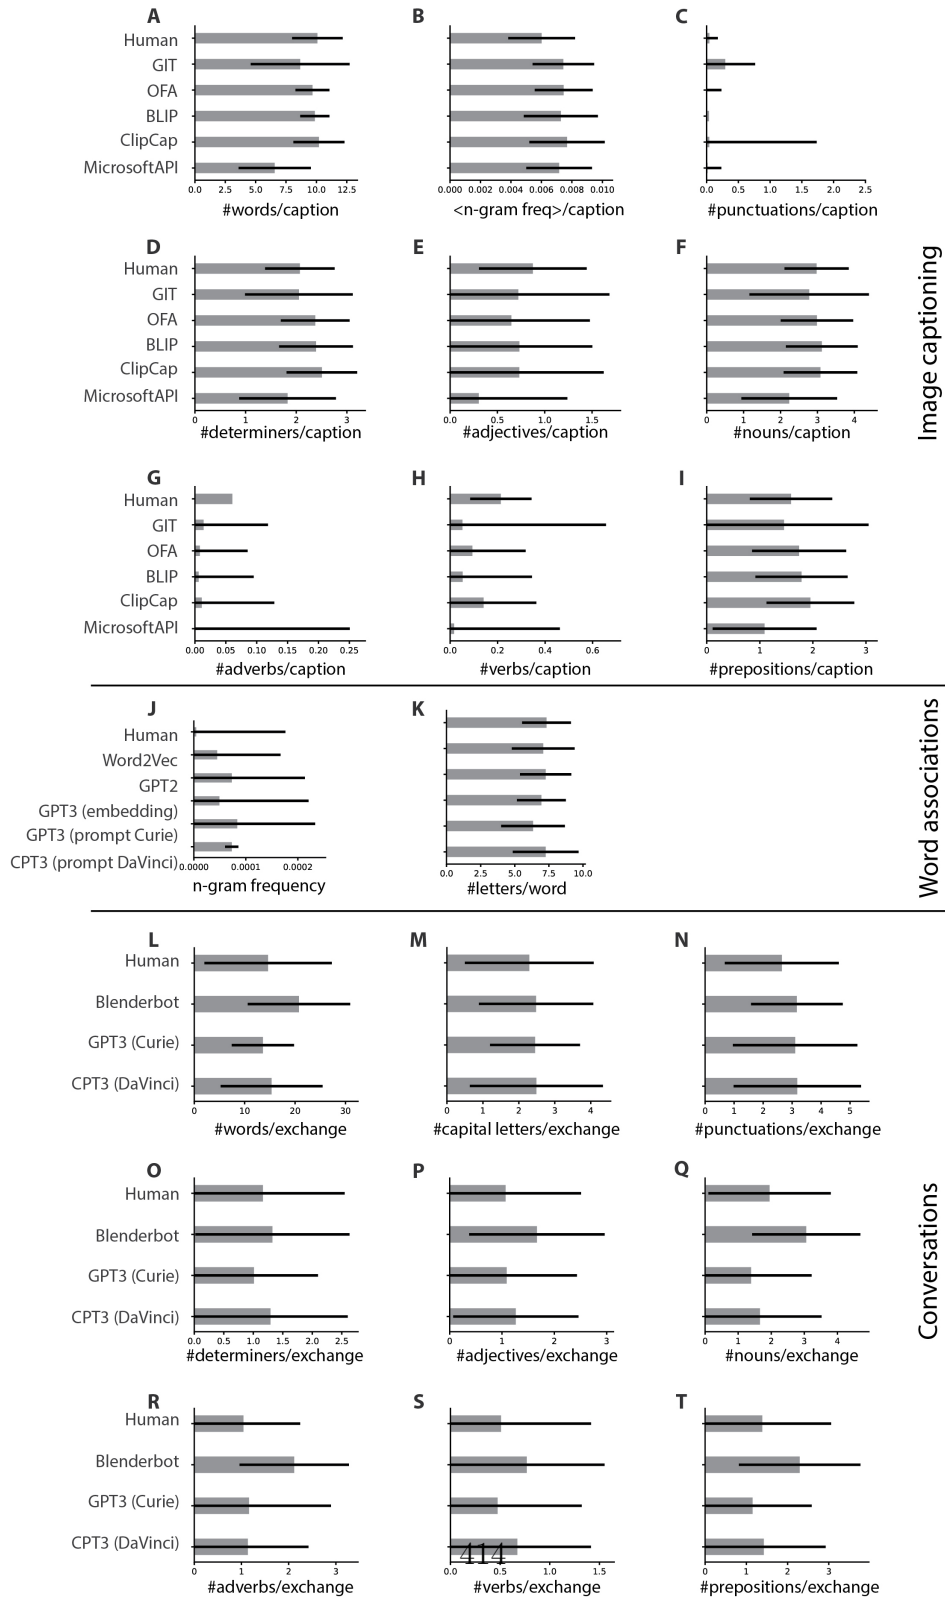 A B C
Human
GIT
OFA
BLIP
ClipCap
MicrosoftAPI
0.0 2.5 5.0 7.5 10.0 12.5
#words/caption
0.000 0.002 0.004 0.006 0.008 0.010
<n-gram freq>/caption
0.0 0.5 1.0 1.5 2.0 2.5
#punctuations/caption
D E F
Human
GIT
OFA
BLIP
ClipCap
MicrosoftAPI
0 1 2 3
#determiners/caption
0.0 0.5 1.0 1.5
#adjectives/caption
0 1 2 3 4
#nouns/caption
Image captioning
G H I
Human
GIT
OFA
BLIP
ClipCap
MicrosoftAPI
0.00 0.05 0.10 0.15 0.20 0.25
#adverbs/caption
0.0 0.2 0.4 0.6
#verbs/caption
0 1 2 3
#prepositions/caption
J K
Human
Word2Vec
GPT2
GPT3 (embedding)
GPT3 (prompt Curie)
CPT3 (prompt DaVinci)
0.0000 0.0001 0.0002
n-gram frequency
0.0 2.5 5.0 7.5 10.0
#letters/word
Word associations
L M N
Human
Blenderbot
GPT3 (Curie)
CPT3 (DaVinci)
0 10 20 30
#words/exchange
0 1 2 3 4
#capital letters/exchange
0 1 2 3 4 5
#punctuations/exchange
O P Q
Human
Blenderbot
GPT3 (Curie)
CPT3 (DaVinci)
0.0 0.5 1.0 1.5 2.0 2.5
#determiners/exchange
0 1 2 3
#adjectives/exchange
0 1 2 3 4
#nouns/exchange
Conversations
R S T
Human
Blenderbot
GPT3 (Curie)
CPT3 (DaVinci)
414
0 1 2 3
#adverbs/exchange
0.0 0.5 1.0 1.5
#verbs/exchange
0 1 2 3
#prepositions/exchange